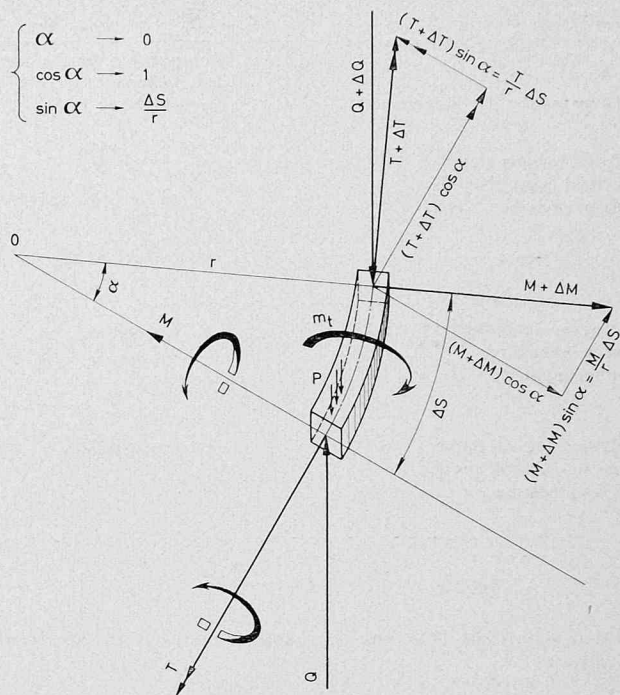 α → 0
cos α → 1
sin α → ΔS/r
Q + ΔQ
T + ΔT
(T+ΔT) sin α = T/r ΔS
(T+ΔT) cos α
O
r
α
M
m_t
P
M + ΔM
(M+ΔM) cos α
(M+ΔM) sin α = M/r ΔS
ΔS
T
Q